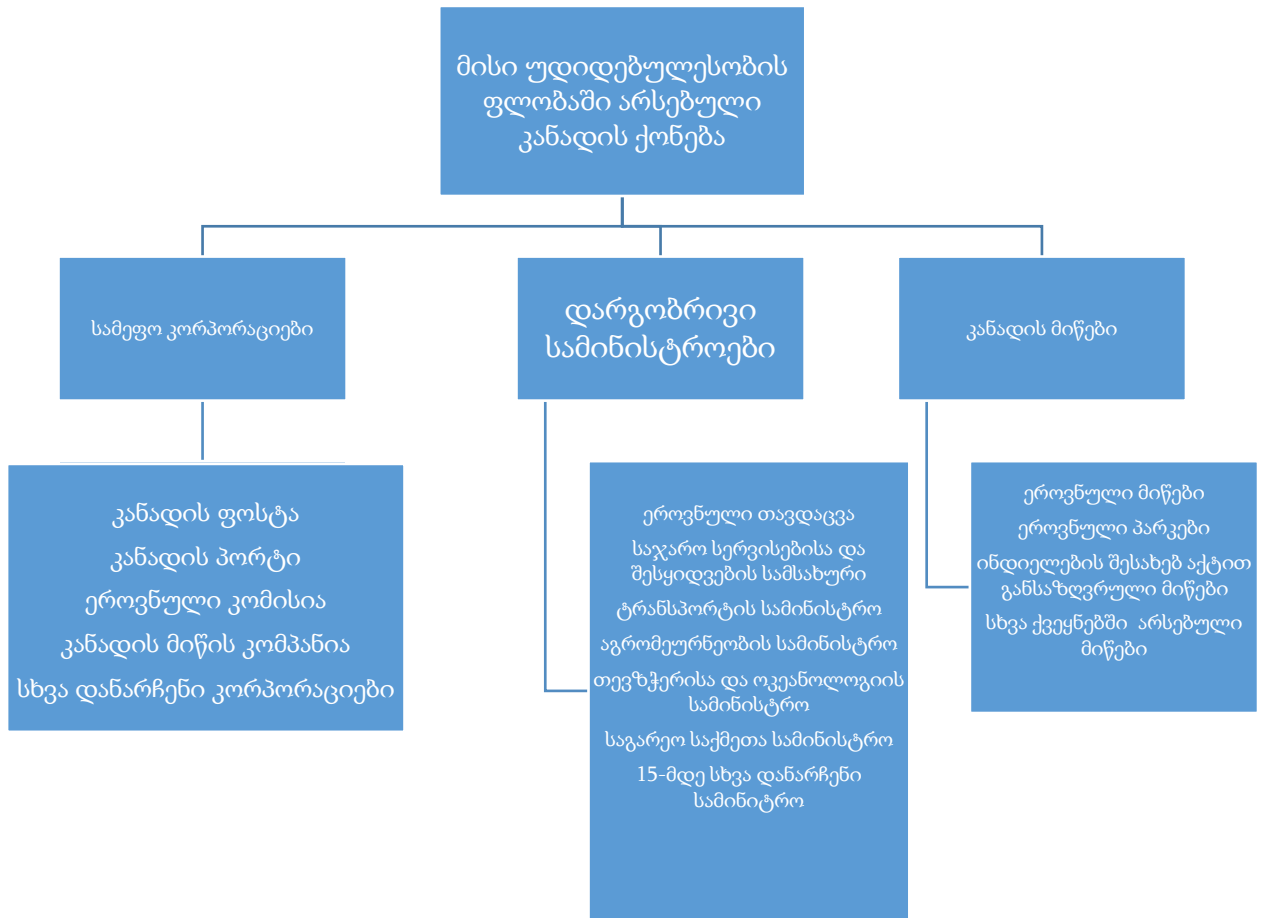 მისი უდიდებულესობის
ფლობაში არსებული
კანადის ქონება
სამეფო კორპორაციები
დარგობრივი
სამინისტროები
კანადის მიწები
კანადის ფოსტა
კანადის პორტი
ეროვნული კომისია
კანადის მიწის კომპანია
სხვა დანარჩენი კორპორაციები
ეროვნული თავდაცვა
საჯარო სერვისებისა და
შესყიდვების სამსახური
ტრანსპორტის სამინისტრო
აგრომეურნეობის სამინისტრო
თევზჭერისა და ოკეანოლოგიის
სამინისტრო
საგარეო საქმეთა სამინისტრო
15-მდე სხვა დანარჩენი
სამინიტრო
ეროვნული მიწები
ეროვნული პარკები
ინდიელების შესახებ აქტით
განსაზღვრული მიწები
სხვა ქვეყნებში არსებული
მიწები